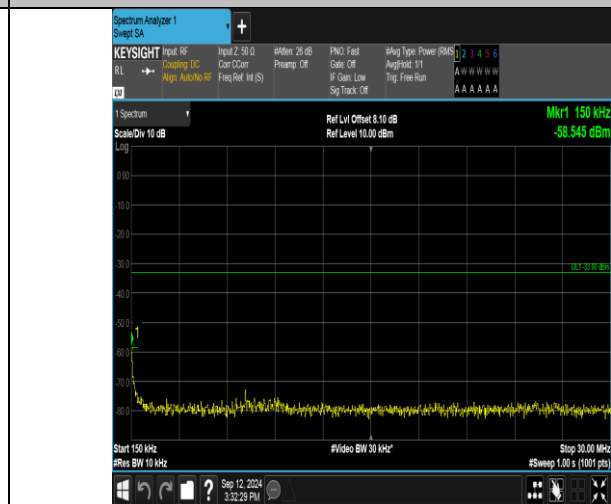 Spectrum Analyzer 1
Swept SA
+
KEYSIGHT
RL
LXI
Input: RF
Coupling: DC
Align: Auto/No RF
Input Z: 50 Ω
Corr CCorr
Freq Ref: Int (S)
#Atten: 26 dB
Preamp: Off
PNO: Fast
Gate: Off
IF Gain: Low
Sig Track: Off
#Avg Type: Power (RMS
Avg|Hold: 1/1
Trig: Free Run
1 2 3 4 5 6
A W W W W W
A A A A A A
1 Spectrum
Scale/Div 10 dB
Log
Ref Lvl Offset 8.10 dB
Ref Level 10.00 dBm
Mkr1 150 kHz
-58.545 dBm
0.00
-10.0
-20.0
-30.0
DL1 -33.00 dBm
-40.0
-50.0
1
-60.0
-70.0
-80.0
Start 150 kHz
#Res BW 10 kHz
#Video BW 30 kHz*
Stop 30.00 MHz
#Sweep 1.00 s (1001 pts)
?
Sep 12, 2024
3:32:29 PM